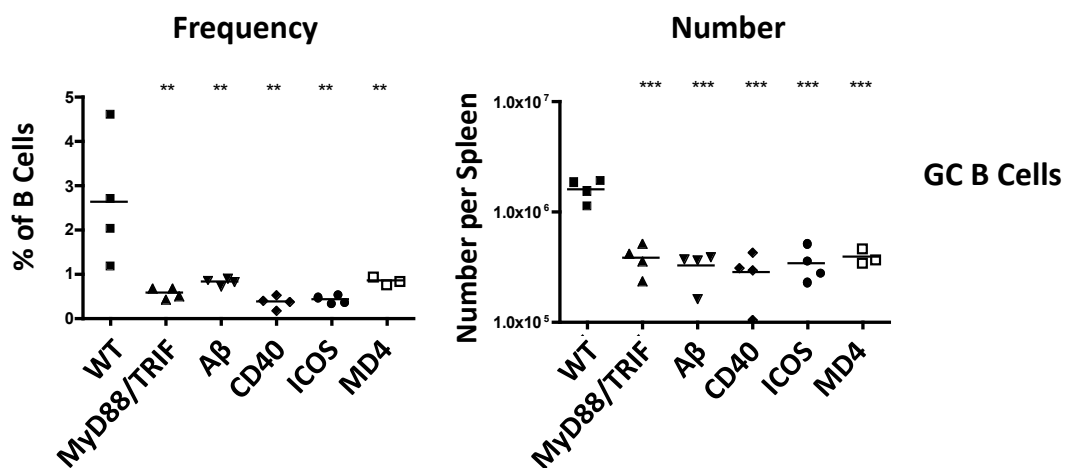 Frequency
** ** ** ** **
5
4
3
2
1
0
% of B Cells
WT
MyD88/TRIF
Aβ
CD40
ICOS
MD4
Number
*** *** *** *** ***
1.0x10⁷
1.0x10⁶
1.0x10⁵
Number per Spleen
WT
MyD88/TRIF
Aβ
CD40
ICOS
MD4
GC B Cells